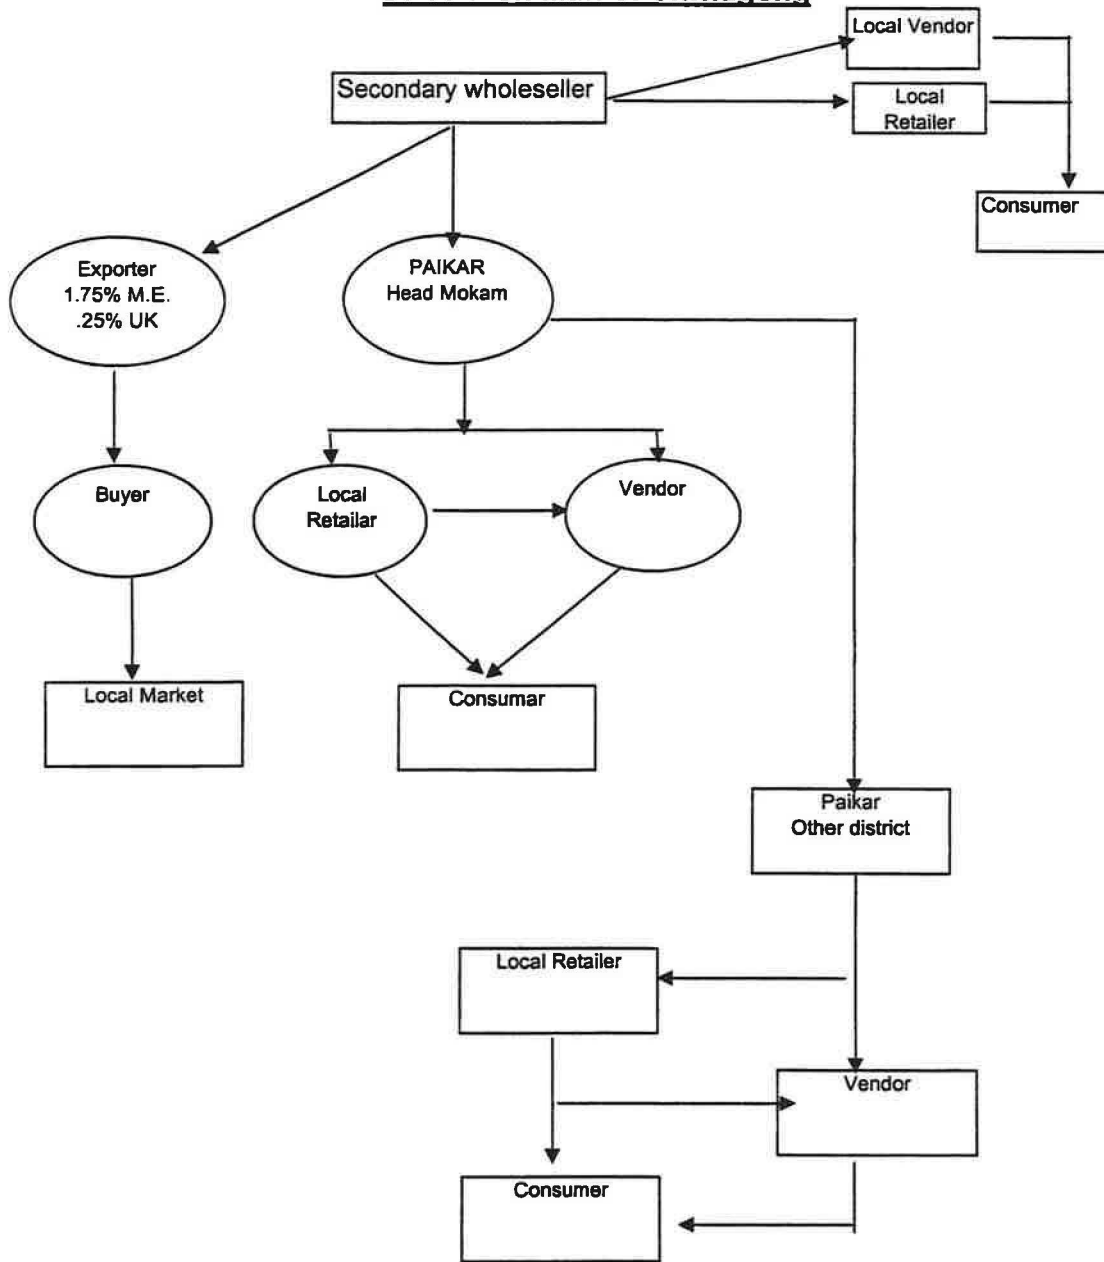 Local Vendor
Secondary wholeseller
Local
Retailer
Consumer
Exporter
1.75% M.E.
.25% UK
PAIKAR
Head Mokam
Buyer
Local
Retailar
Vendor
Local Market
Consumar
Paikar
Other district
Local Retailer
Vendor
Consumer